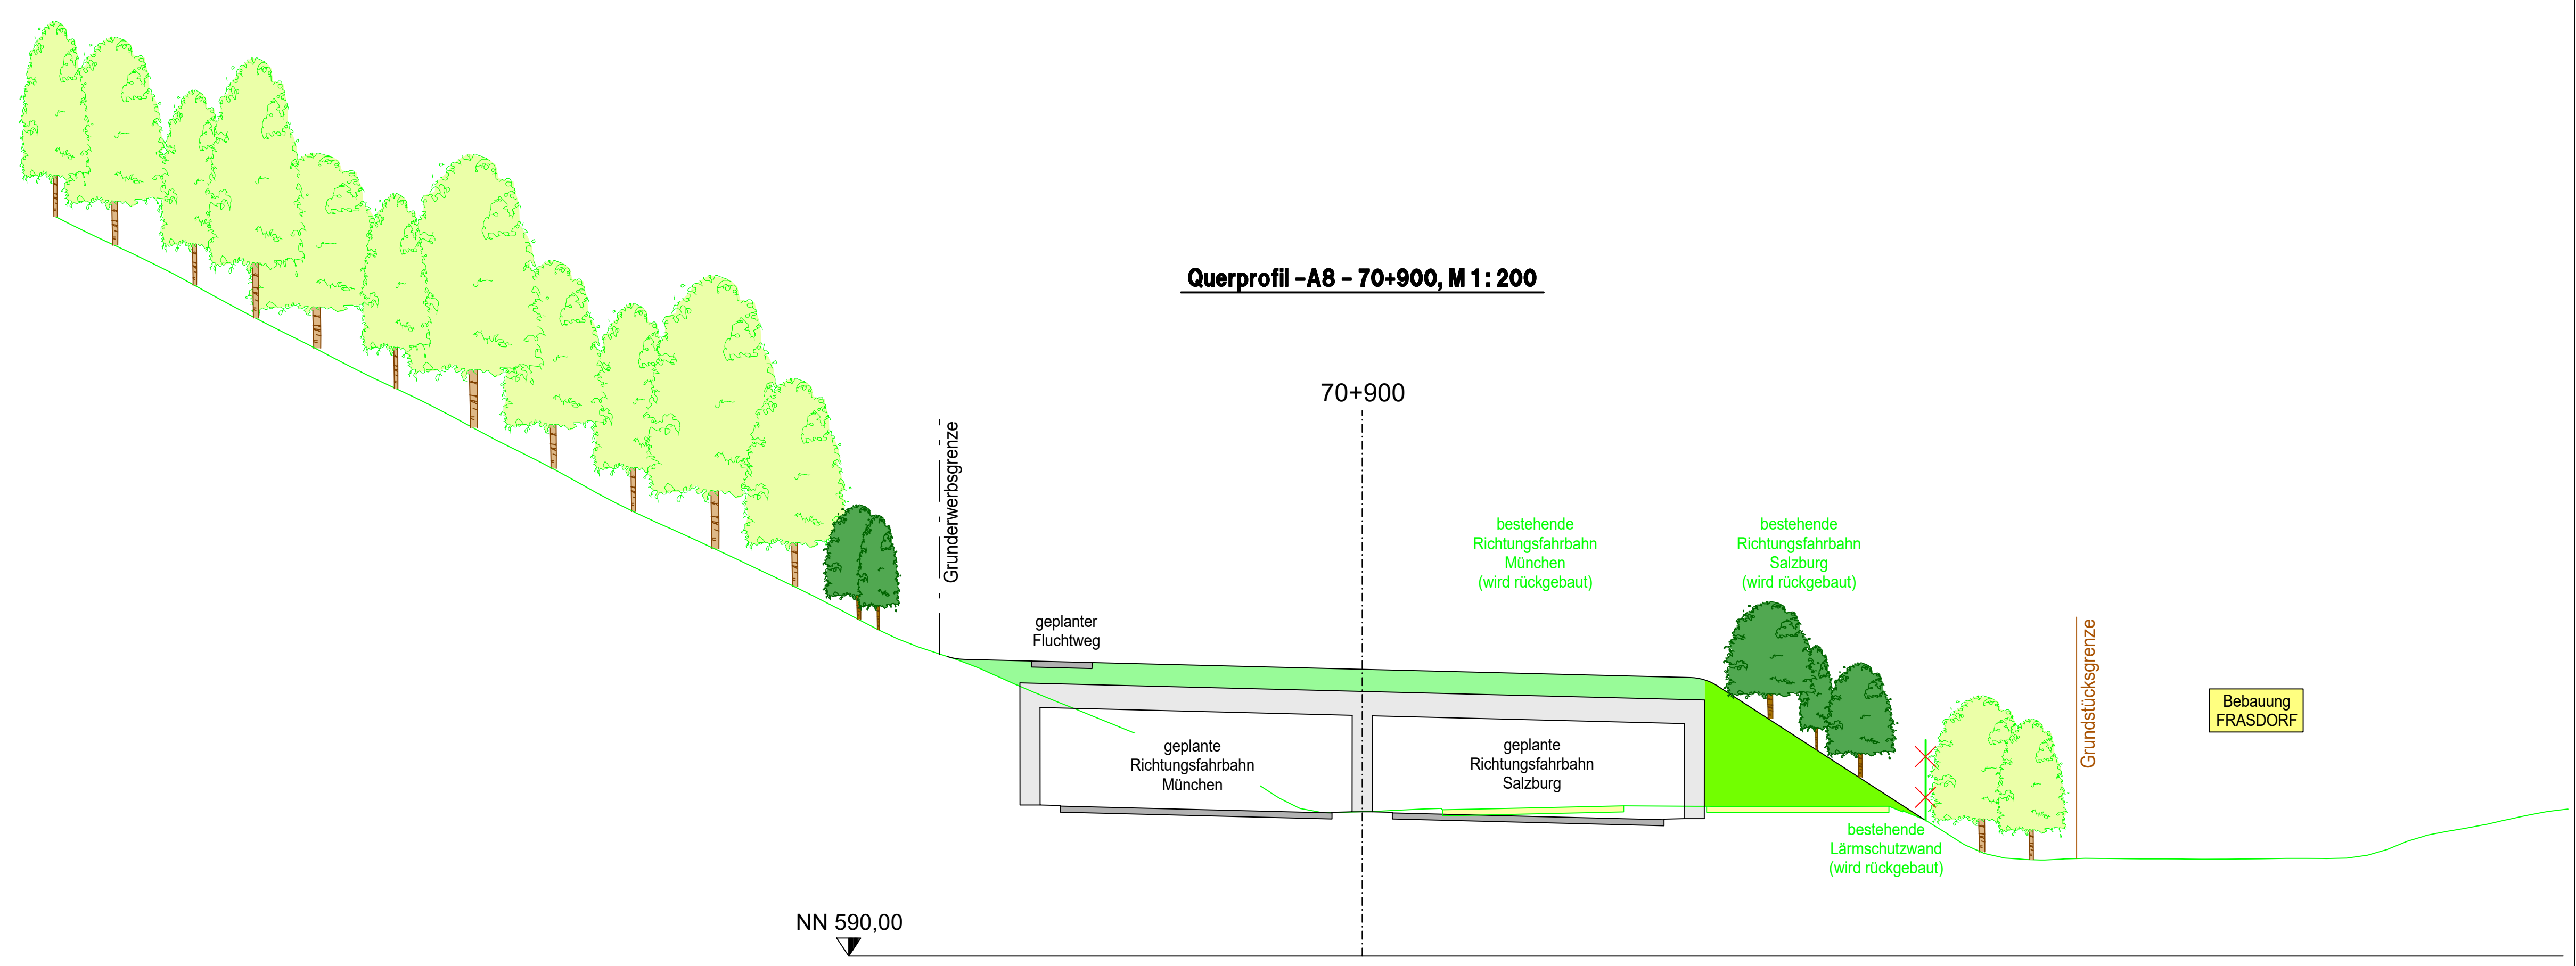 Querprofil –A8 – 70+900, M 1 : 200
70+900
Grunderwerbsgrenze
bestehende
Richtungsfahrbahn
München
(wird rückgebaut)
bestehende
Richtungsfahrbahn
Salzburg
(wird rückgebaut)
geplanter
Fluchtweg
Grundstücksgrenze
Bebauung
FRASDORF
geplante
Richtungsfahrbahn
München
geplante
Richtungsfahrbahn
Salzburg
bestehende
Lärmschutzwand
(wird rückgebaut)
NN 590,00